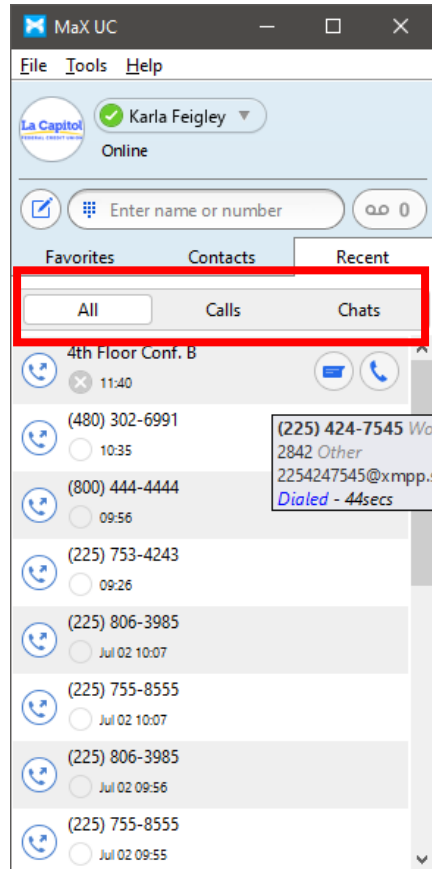 MaX UC
File Tools Help
La Capitol
FEDERAL CREDIT UNION
Karla Feigley
Online
Enter name or number
0
Favorites Contacts Recent
All Calls Chats
4th Floor Conf. B
11:40
(480) 302-6991
10:35
(225) 424-7545 Wo
2842 Other
2254247545@xmpp.s
Dialed - 44secs
(800) 444-4444
09:56
(225) 753-4243
09:26
(225) 806-3985
Jul 02 10:07
(225) 755-8555
Jul 02 10:07
(225) 806-3985
Jul 02 09:56
(225) 755-8555
Jul 02 09:55